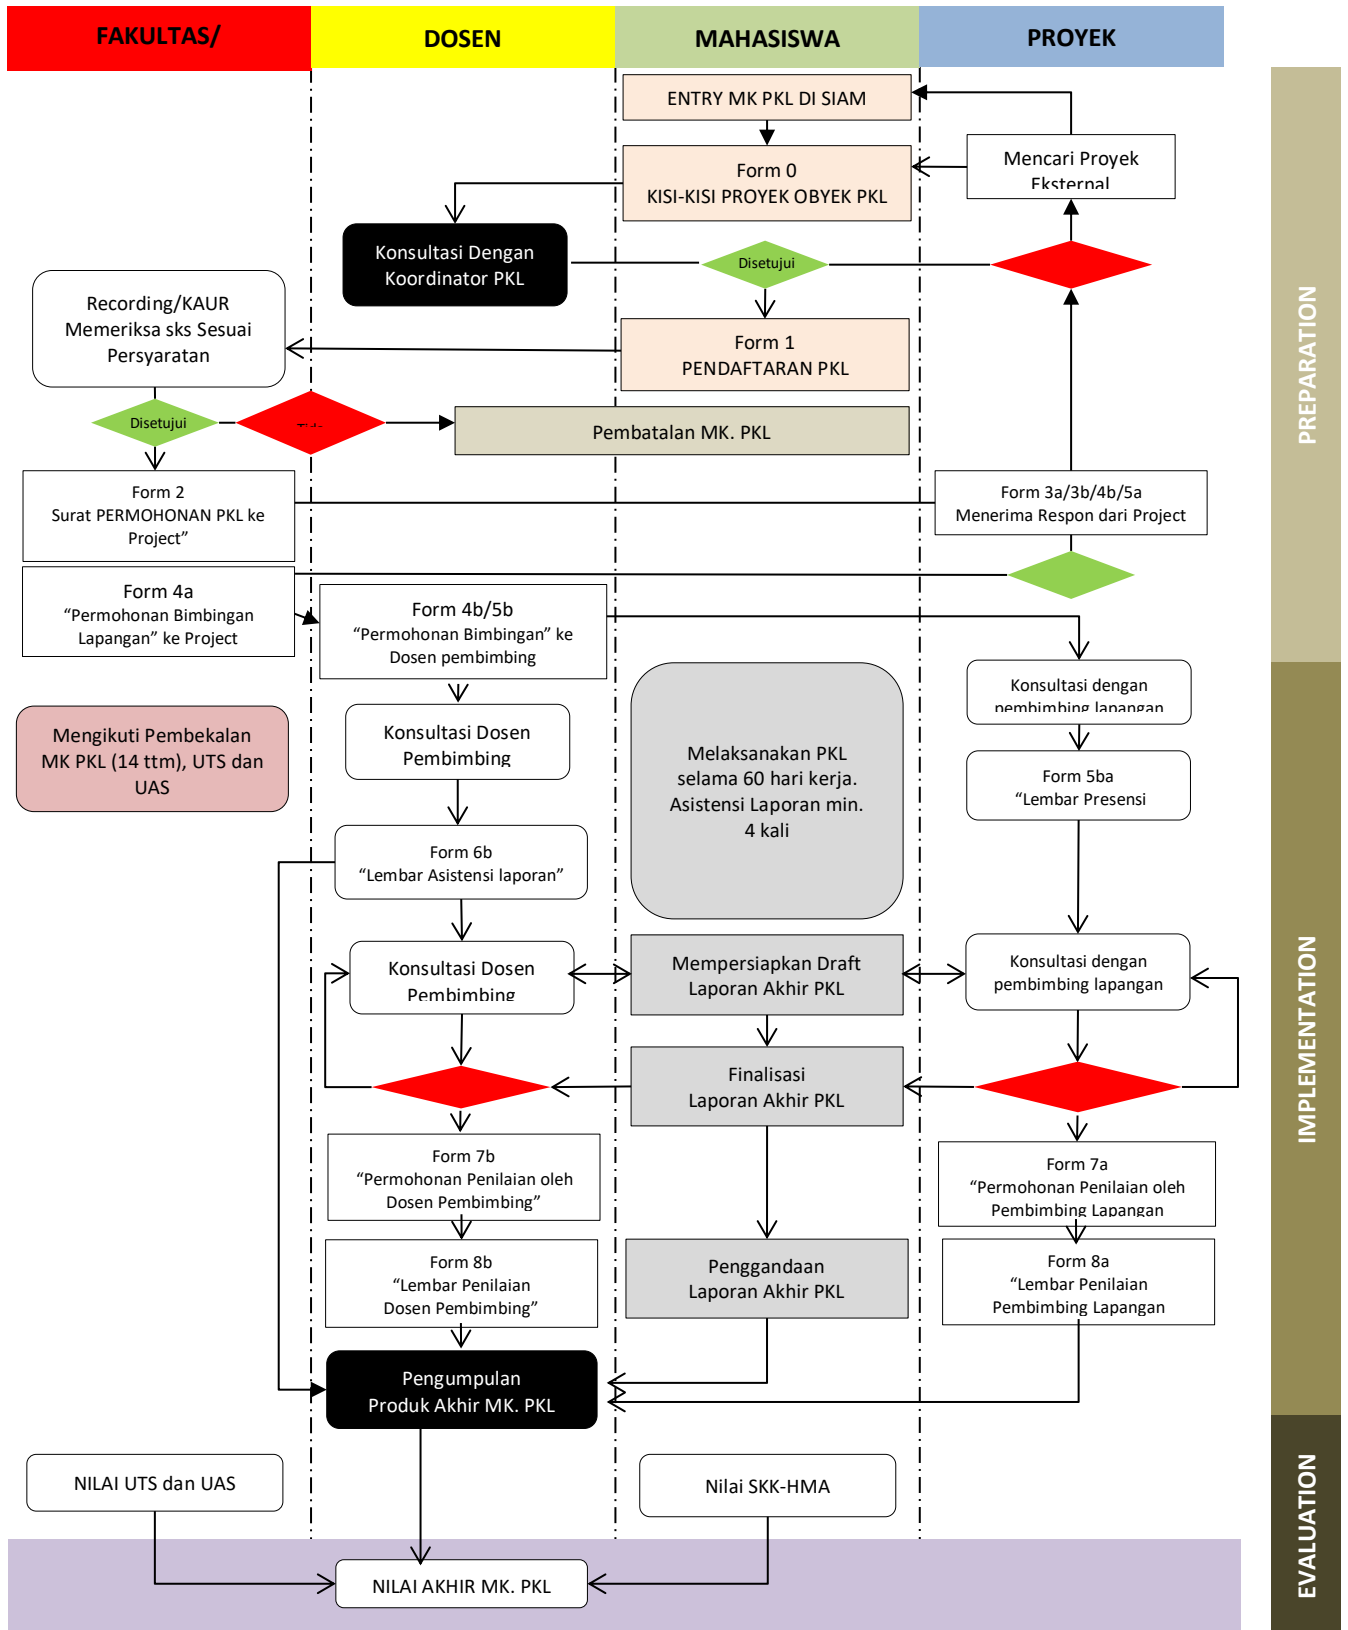 FAKULTAS/
DOSEN
MAHASISWA
PROYEK
ENTRY MK PKL DI SIAM
Mencari Proyek
Eksternal
Form 0
KISI-KISI PROYEK OBYEK PKL
Konsultasi Dengan
Koordinator PKL
Disetujui
Recording/KAUR
Memeriksa sks Sesuai
Persyaratan
Form 1
PENDAFTARAN PKL
Disetujui
Pembatalan MK. PKL
PREPARATION
Form 2
Surat PERMOHONAN PKL ke
Project”
Form 3a/3b/4b/5a
Menerima Respon dari Project
Form 4a
“Permohonan Bimbingan
Lapangan” ke Project
Form 4b/5b
“Permohonan Bimbingan” ke
Dosen pembimbing
Konsultasi dengan
pembimbing lapangan
Mengikuti Pembekalan
MK PKL (14 ttm), UTS dan
UAS
Konsultasi Dosen
Pembimbing
Melaksanakan PKL
selama 60 hari kerja.
Asistensi Laporan min.
4 kali
Form 5ba
“Lembar Presensi
Form 6b
“Lembar Asistensi laporan”
Konsultasi Dosen
Pembimbing
Mempersiapkan Draft
Laporan Akhir PKL
Konsultasi dengan
pembimbing lapangan
IMPLEMENTATION
Finalisasi
Laporan Akhir PKL
Form 7b
“Permohonan Penilaian oleh
Dosen Pembimbing”
Form 7a
“Permohonan Penilaian oleh
Pembimbing Lapangan
Form 8b
“Lembar Penilaian
Dosen Pembimbing”
Penggandaan
Laporan Akhir PKL
Form 8a
“Lembar Penilaian
Pembimbing Lapangan
Pengumpulan
Produk Akhir MK. PKL
NILAI UTS dan UAS
Nilai SKK-HMA
EVALUATION
NILAI AKHIR MK. PKL